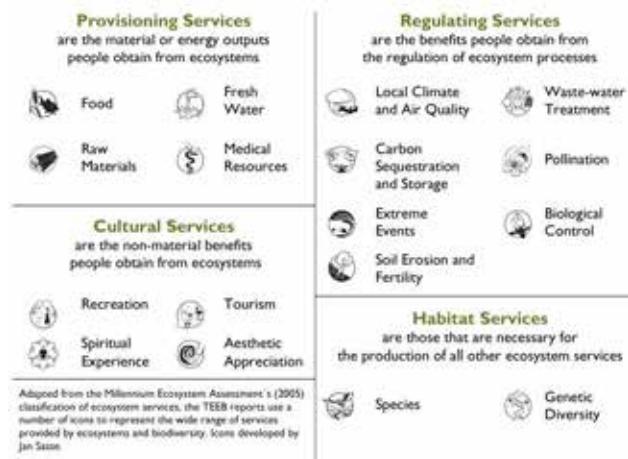 Provisioning Services
are the material or energy outputs
people obtain from ecosystems
Food
Fresh
Water
Raw
Materials
Medical
Resources
Cultural Services
are the non-material benefits
people obtain from ecosystems
Recreation
Tourism
Spiritual
Experience
Aesthetic
Appreciation
Adapted from the Millennium Ecosystem Assessment´s (2005)
classification of ecosystem services, the TEEB reports use a
number of icons to represent the wide range of services
provided by ecosystems and biodiversity. Icons developed by
Jan Sasse.
Regulating Services
are the benefits people obtain from
the regulation of ecosystem processes
Local Climate
and Air Quality
Waste-water
Treatment
Carbon
Sequestration
and Storage
Pollination
Extreme
Events
Biological
Control
Soil Erosion and
Fertility
Habitat Services
are those that are necessary for
the production of all other ecosystem services
Species
Genetic
Diversity